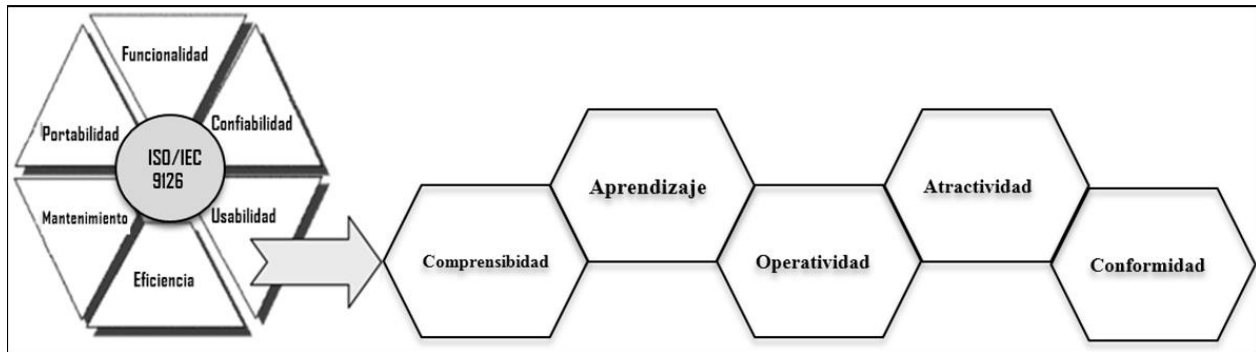 Funcionalidad
Confiabilidad
Portabilidad
ISO/IEC
9126
Mantenimiento
Usabilidad
Eficiencia
Comprensibidad
Aprendizaje
Operatividad
Atractividad
Conformidad